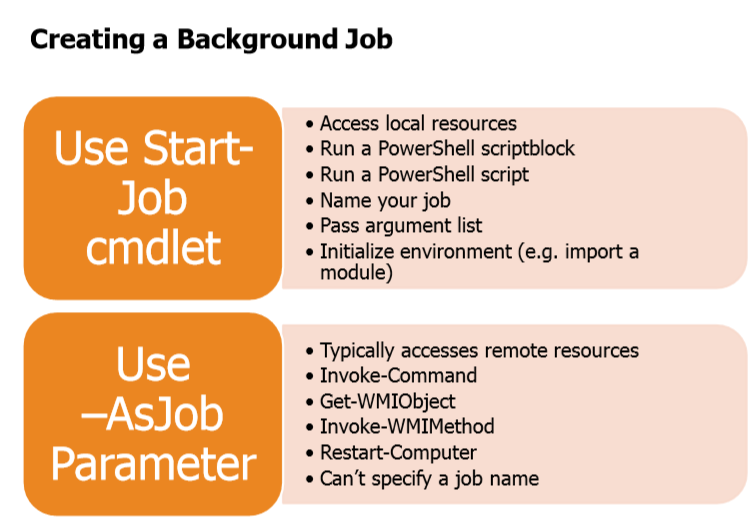 Creating a Background Job
Use Start-
Job
cmdlet
• Access local resources
• Run a PowerShell scriptblock
• Run a PowerShell script
• Name your job
• Pass argument list
• Initialize environment (e.g. import a
module)
Use
–AsJob
Parameter
• Typically accesses remote resources
• Invoke-Command
• Get-WMIObject
• Invoke-WMIMethod
• Restart-Computer
• Can’t specify a job name